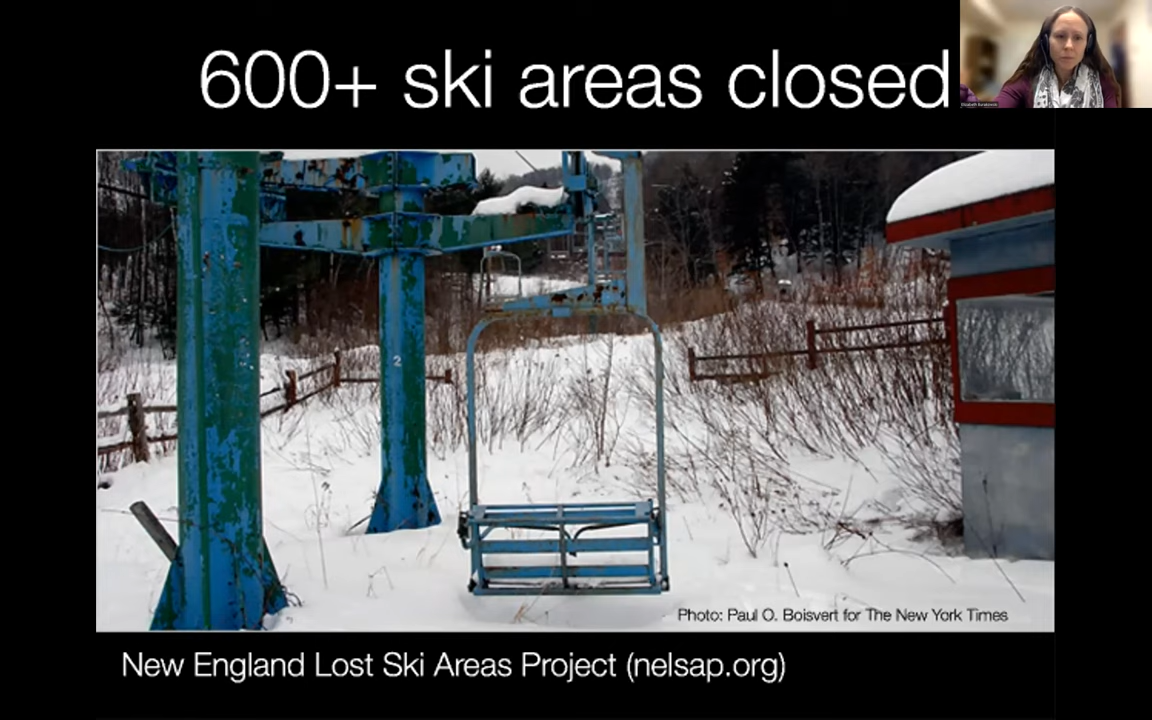 600+ ski areas closed
2
Photo: Paul O. Boisvert for The New York Times
New England Lost Ski Areas Project (nelsap.org)